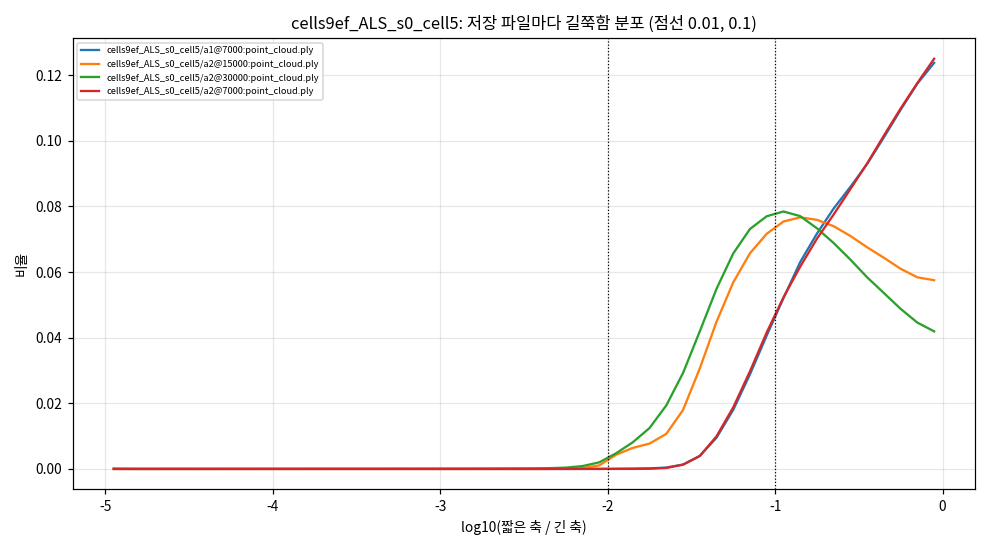 cells9ef_ALS_s0_cell5: 저장 파일마다 길쭉함 분포 (점선 0.01, 0.1)
cells9ef_ALS_s0_cell5/a1@7000:point_cloud.ply
cells9ef_ALS_s0_cell5/a2@15000:point_cloud.ply
cells9ef_ALS_s0_cell5/a2@30000:point_cloud.ply
cells9ef_ALS_s0_cell5/a2@7000:point_cloud.ply
0.12
0.10
0.08
0.06
0.04
0.02
0.00
비율
-5 -4 -3 -2 -1 0
log10(짧은 축 / 긴 축)